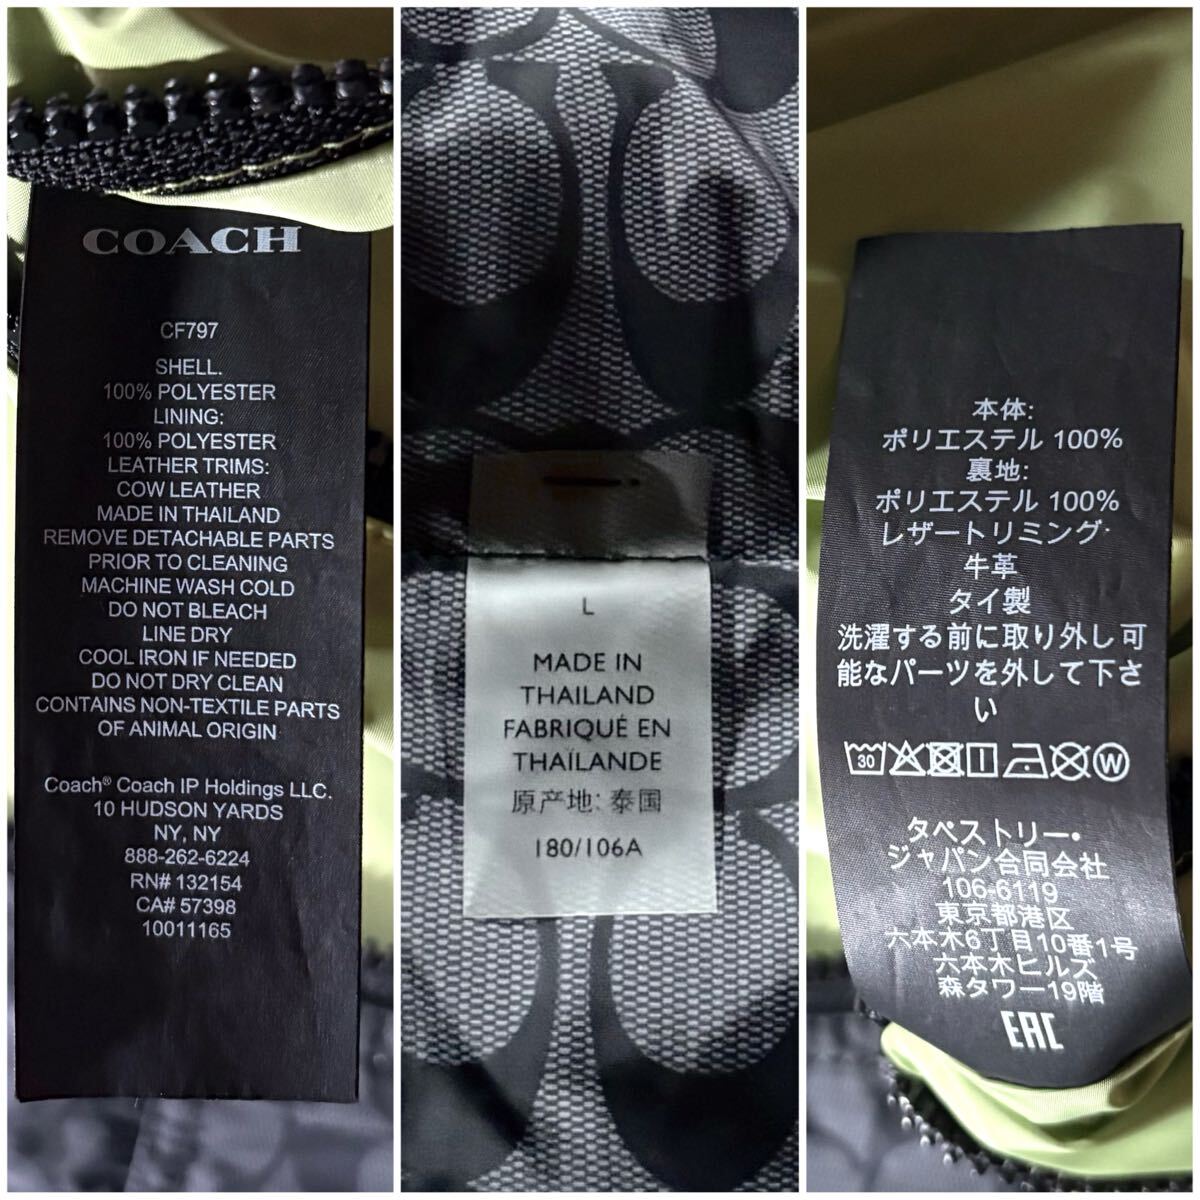 COACH
CF797
SHELL.
100% POLYESTER
LINING:
100% POLYESTER
LEATHER TRIMS:
COW LEATHER
MADE IN THAILAND
REMOVE DETACHABLE PARTS
PRIOR TO CLEANING
MACHINE WASH COLD
DO NOT BLEACH
LINE DRY
COOL IRON IF NEEDED
DO NOT DRY CLEAN
CONTAINS NON-TEXTILE PARTS
OF ANIMAL ORIGIN
Coach® Coach IP Holdings LLC.
10 HUDSON YARDS
NY, NY
888-262-6224
RN# 132154
CA# 57398
10011165
L
MADE IN
THAILAND
FABRIQUÉ EN
THAÏLANDE
原产地: 泰国
180/106A
本体:
ポリエステル 100%
裏地:
ポリエステル 100%
レザートリミング:
牛革
タイ製
洗濯する前に取り外し可
能なパーツを外して下さ
い
30
W
タペストリー・
ジャパン合同会社
106-6119
東京都港区
六本木6丁目10番1号
六本木ヒルズ
森タワー19階
EAC